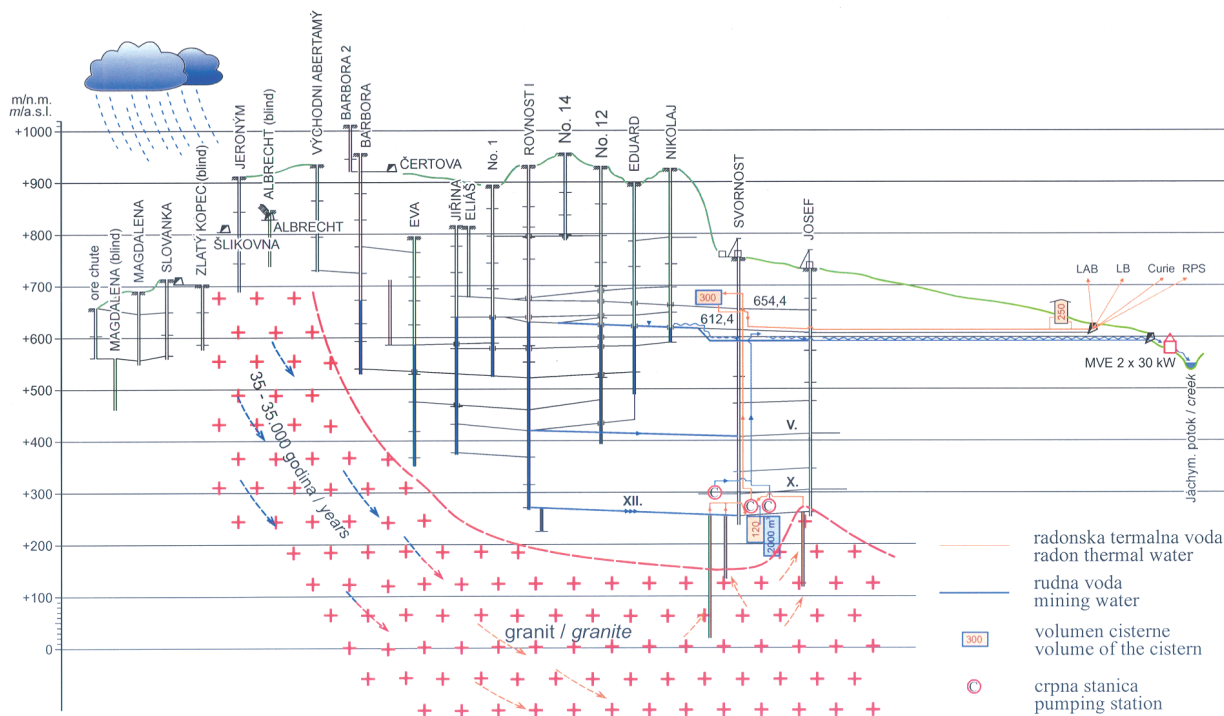 m/n.m.
m/a.s.l.
+1000
+900
+800
+700
+600
+500
+400
+300
+200
+100
0
ore chute
MAGDALENA (blind)
MAGDALENA
SLOVANKA
ZLATÝ KOPEC (blind)
ŠLIKOVNA
JERONÝM
ALBRECHT (blind)
ALBRECHT
VÝCHODNI ABERTAMÝ
BARBORA 2
BARBORA
ČERTOVA
EVA
JIŘINA
ELIÁŠ
No. 1
ROVNOST I
No. 14
No. 12
EDUARD
NIKOLAJ
SVORNOST
JOSEF
300
654,4
612,4
250
LAB
LB
Curie
RPS
MVE 2 x 30 kW
Jáchym. potok / creek
V.
X.
XII.
120
2000 m
35 - 35.000 godina / years
granit / granite
radonska termalna voda
radon thermal water
rudna voda
mining water
300
volumen cisterne
volume of the cistern
C
crpna stanica
pumping station